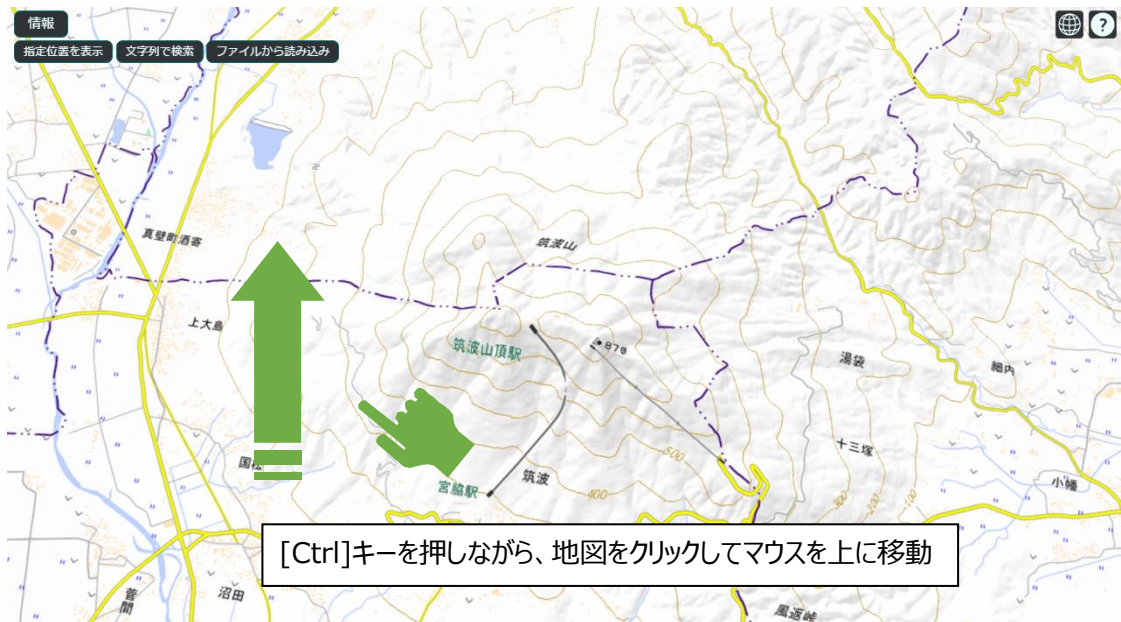 情報
?
指定位置を表示 文字列で検索 ファイルから読み込み
真壁町酒寄
筑波山
上大島
筑波山頂駅
湯袋
細内
十三塚
国松
-500
筑波
宮脇駅
-400
-300
-200
-100
小幡
[Ctrl]キーを押しながら、地図をクリックしてマウスを上に移動
菅間
沼田
風返峠